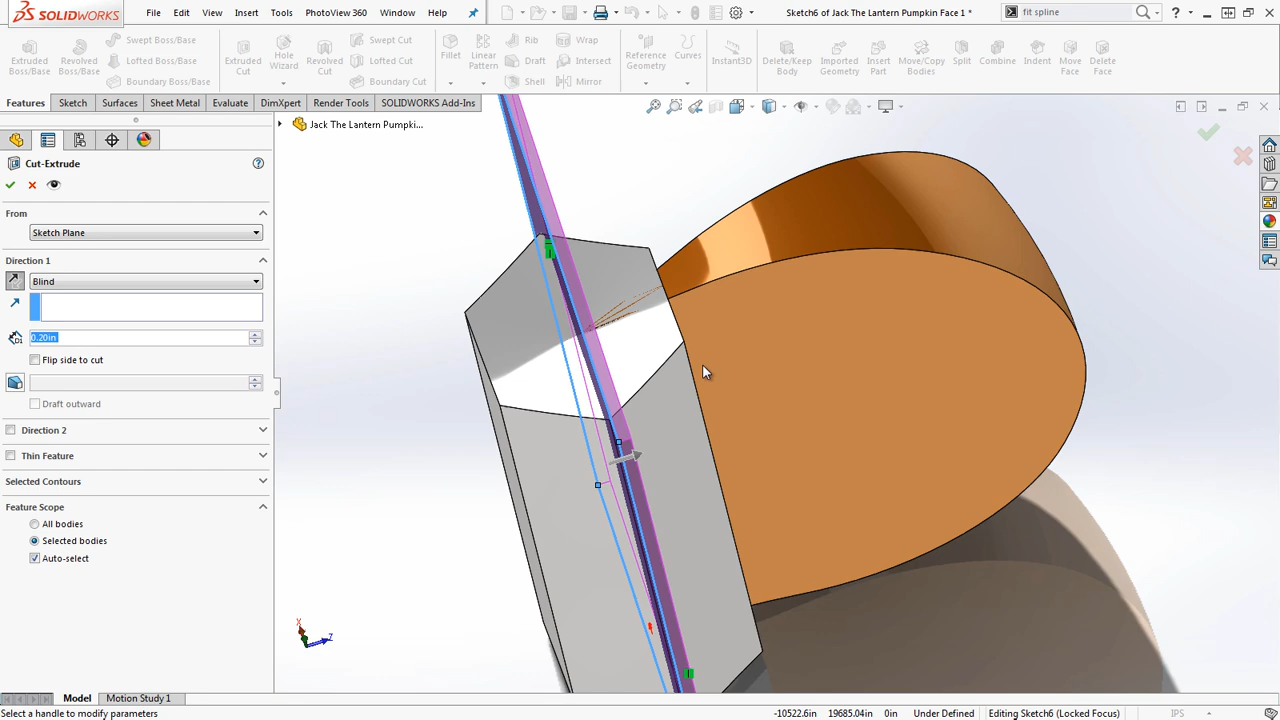 DS SOLIDWORKS
File Edit View Insert Tools PhotoView 360 Window Help
Sketch6 of Jack The Lantern Pumpkin Face 1 *
fit spline
Extruded Boss/Base
Revolved Boss/Base
Swept Boss/Base
Lofted Boss/Base
Boundary Boss/Base
Extruded Cut
Hole Wizard
Revolved Cut
Swept Cut
Lofted Cut
Boundary Cut
Fillet
Linear Pattern
Rib
Draft
Shell
Wrap
Intersect
Mirror
Reference Geometry
Curves
Instant3D
Delete/Keep Body
Imported Geometry
Insert Part
Move/Copy Bodies
Split
Combine
Indent
Move Face
Delete Face
Features Sketch Surfaces Sheet Metal Evaluate DimXpert Render Tools SOLIDWORKS Add-Ins
Jack The Lantern Pumpki...
Cut-Extrude
From
Sketch Plane
Direction 1
Blind
D1
0.20in
Flip side to cut
Draft outward
Direction 2
Thin Feature
Selected Contours
Feature Scope
All bodies
Selected bodies
Auto-select
X
Z
Model Motion Study 1
Select a handle to modify parameters
-10522.6in 19685.04in 0in Under Defined Editing Sketch6 (Locked Focus) IPS